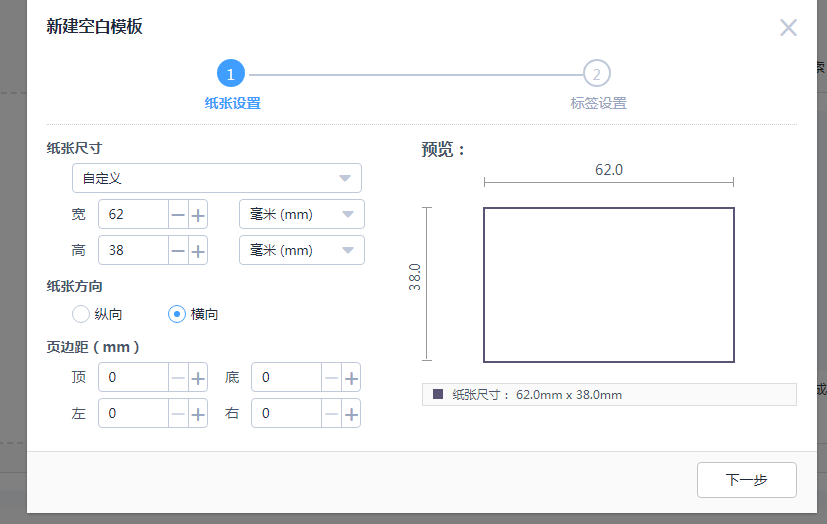 新建空白模板
1
2
纸张设置
标签设置
纸张尺寸
自定义
宽 62 毫米 (mm)
高 38 毫米 (mm)
纸张方向
纵向 横向
页边距 ( mm )
顶 0 底 0
左 0 右 0
预览：
62.0
38.0
纸张尺寸： 62.0mm x 38.0mm
下一步
索